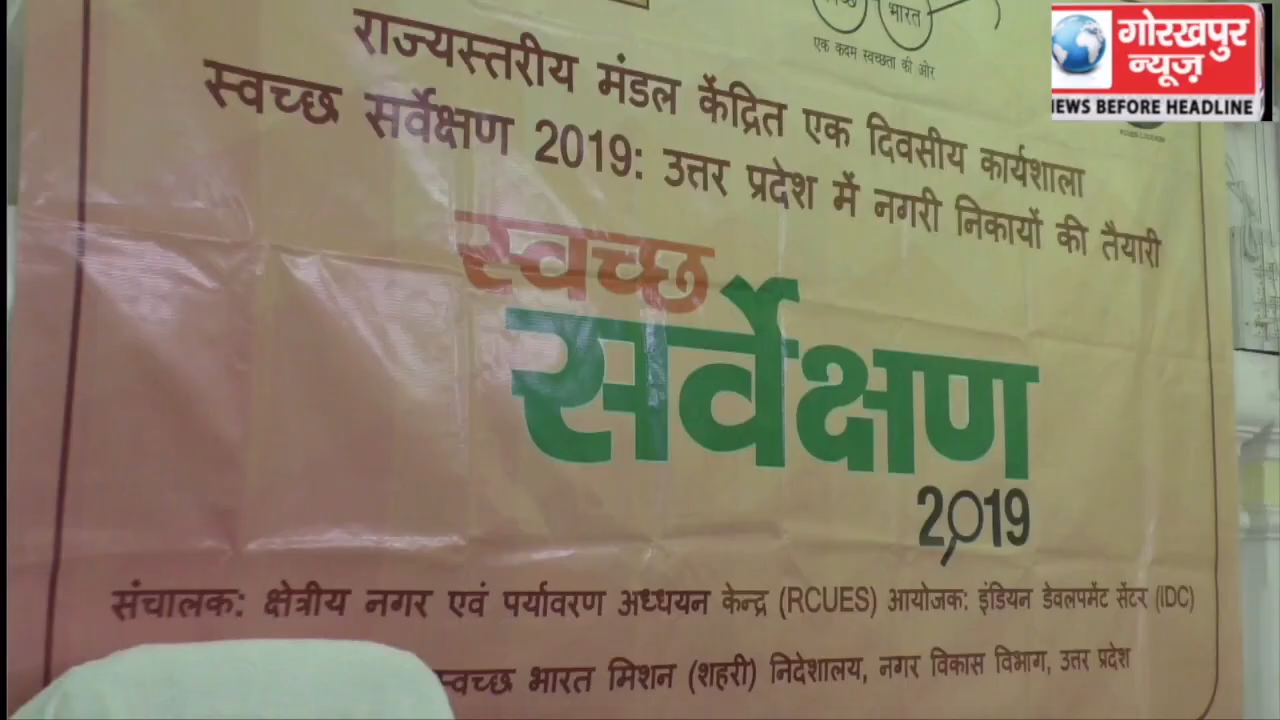 भारत
एक कदम स्वच्छता की ओर
गोरखपुर
न्यूज़
NEWS BEFORE HEADLINE
राज्यस्तरीय मंडल केंद्रित एक दिवसीय कार्यशाला
स्वच्छ सर्वेक्षण 2019: उत्तर प्रदेश में नगरी निकायों की तैयारी
स्वच्छ
सर्वेक्षण
2019
संचालक: क्षेत्रीय नगर एवं पर्यावरण अध्धयन केन्द्र (RCUES) आयोजक: इंडियन डेवलपमेंट सेंटर (IDC)
स्वच्छ भारत मिशन (शहरी) निदेशालय, नगर विकास विभाग, उत्तर प्रदेश